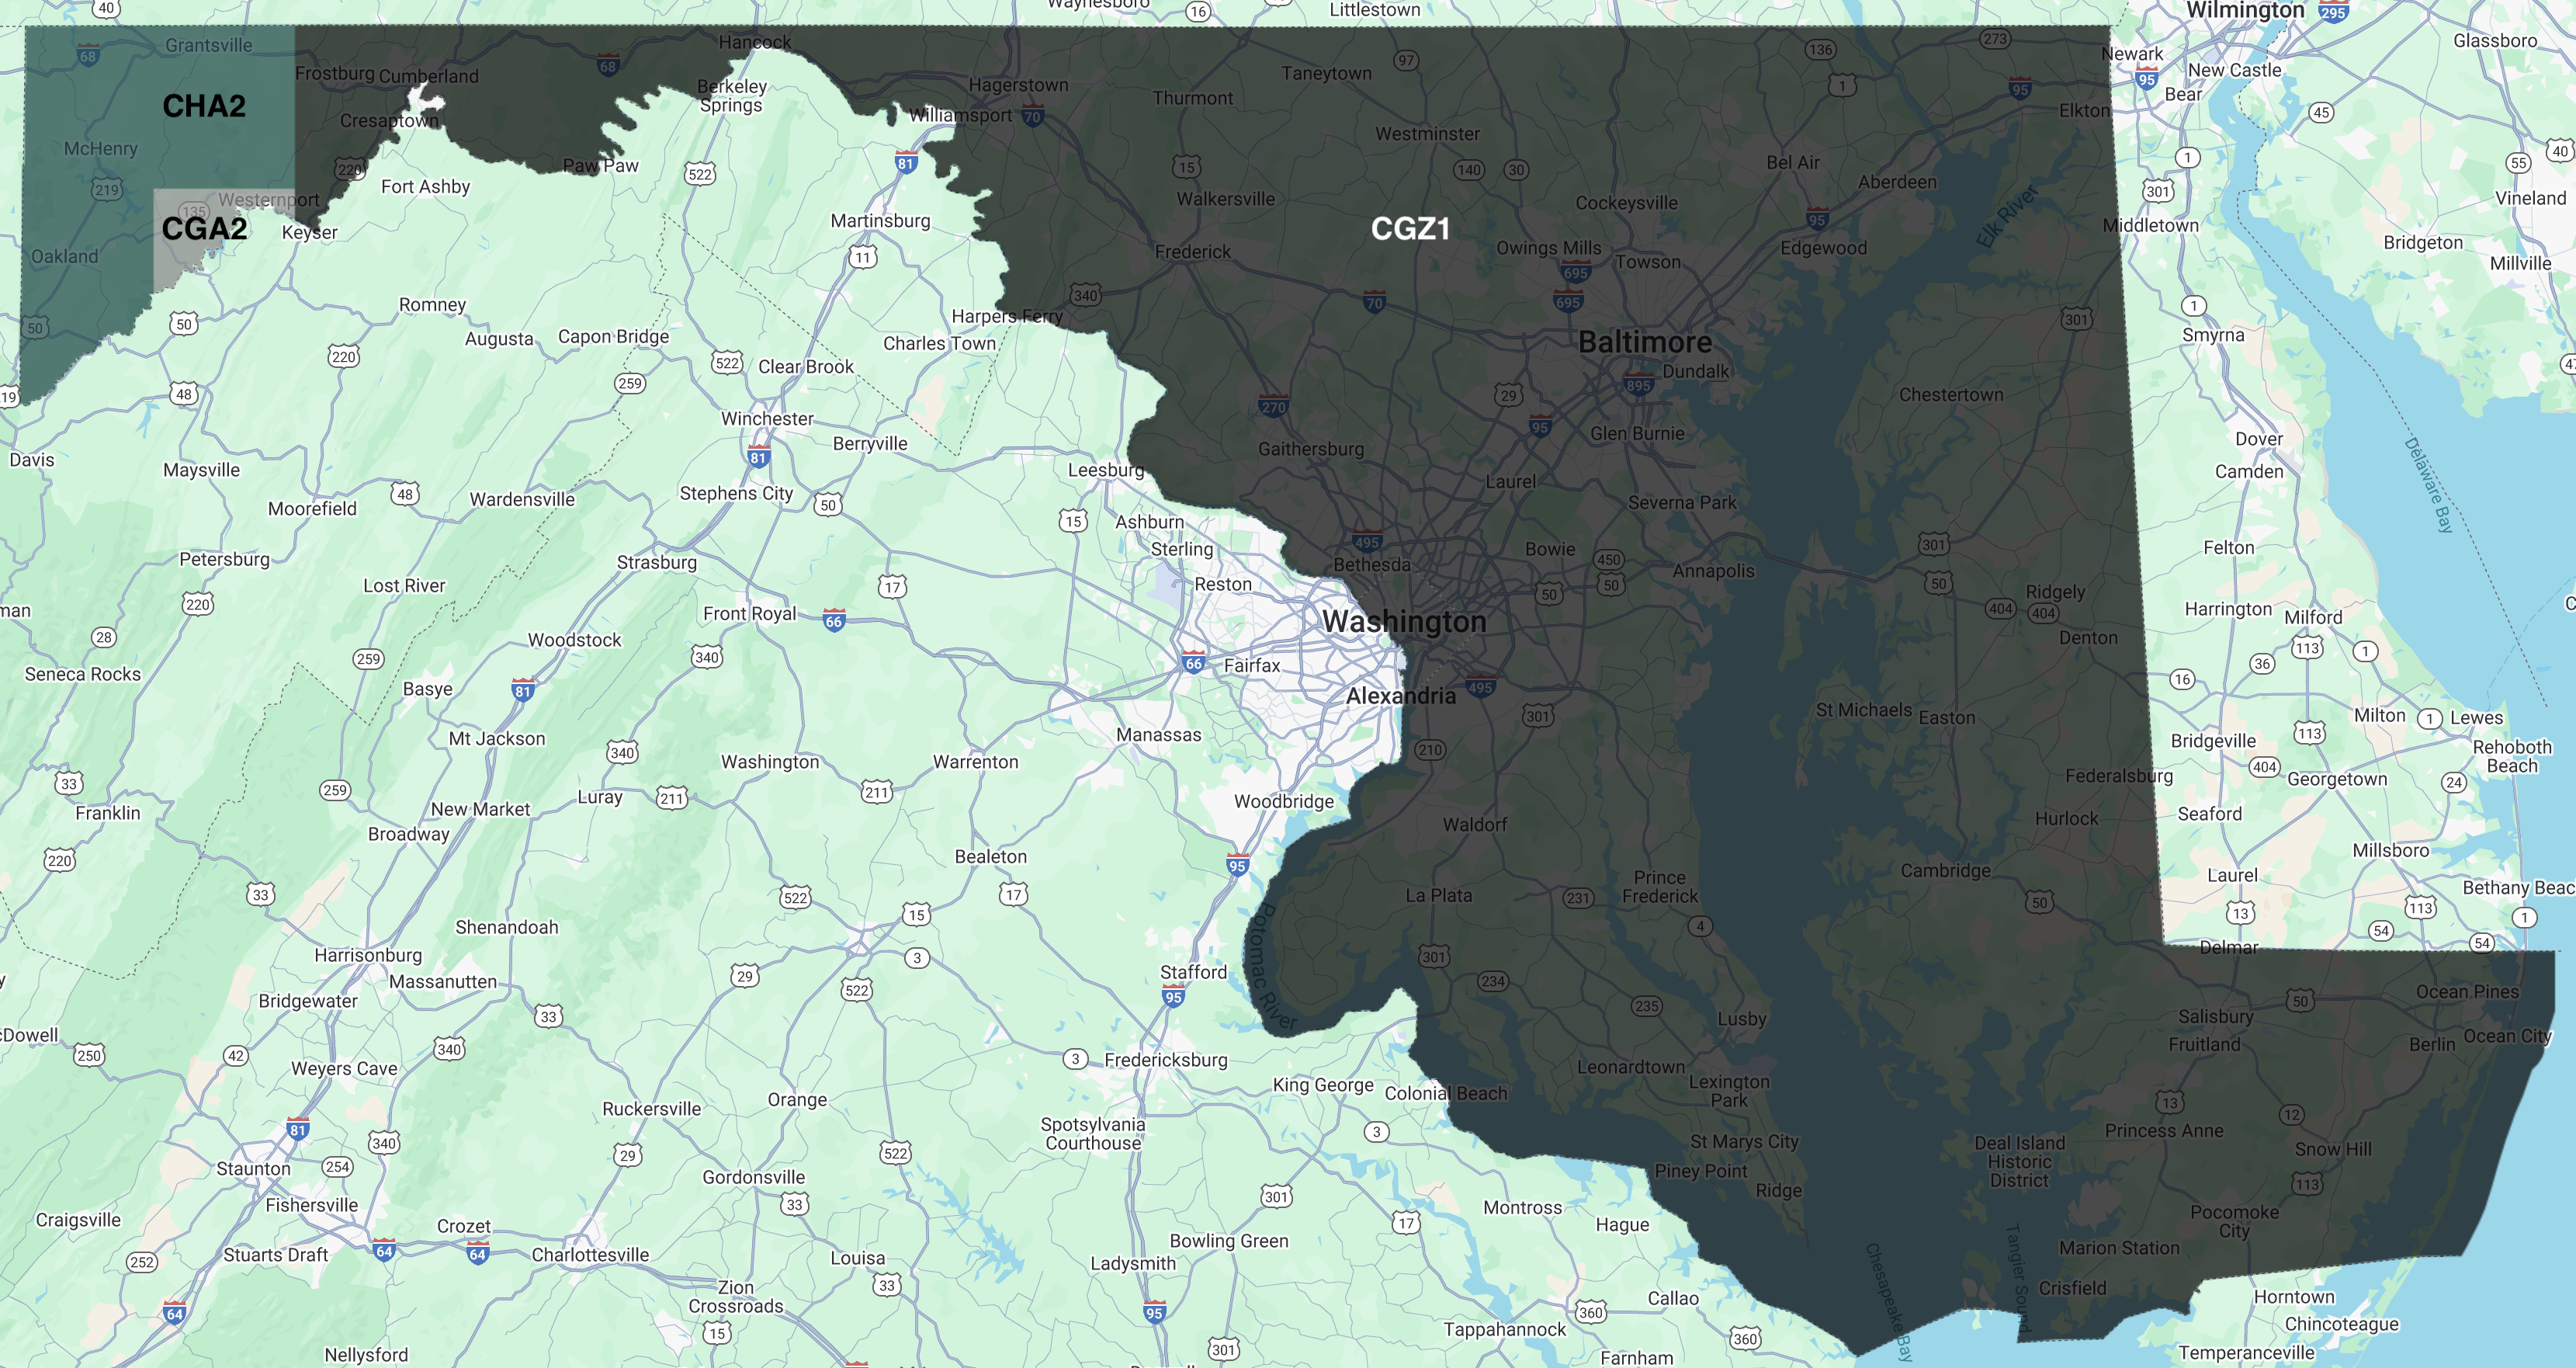 40
Waynesboro
16
Littlestown
Wilmington
295
68
Grantsville
Hancock
273
136
Newark
Glassboro
Frostburg
Cumberland
68
97
Taneytown
95
New Castle
CHA2
Berkeley
Springs
Hagerstown
Thurmont
1
95
Bear
45
Cresaptown
Williamsport
70
Westminster
Elkton
McHenry
220
Paw Paw
81
15
140
30
Bel Air
1
55
40
219
Fort Ashby
522
Walkersville
Cockeysville
Aberdeen
301
Vineland
135
Westernport
CGA2
Keyser
Martinsburg
CGZ1
95
Elk River
Middletown
Oakland
11
Frederick
Owings Mills
Towson
Edgewood
Bridgeton
Millville
695
50
50
Romney
340
70
695
301
1
Augusta
Capon Bridge
Harpers Ferry
Charles Town
Baltimore
Smyrna
220
522
Clear Brook
Dundalk
19
48
259
270
29
895
Chestertown
Winchester
95
Glen Burnie
Dover
Davis
Maysville
81
Berryville
Gaithersburg
Camden
Delaware Bay
48
Wardensville
Stephens City
50
Leesburg
Laurel
Severna Park
Moorefield
15
Ashburn
Petersburg
Strasburg
Sterling
495
Bethesda
Bowie
450
50
50
Annapolis
301
50
Felton
Lost River
17
Reston
Ridgely
220
Front Royal
66
Washington
404
404
Harrington
Milford
28
Woodstock
Denton
113
1
Seneca Rocks
259
340
66
Fairfax
36
16
Basye
81
Alexandria
495
301
St Michaels
Easton
Milton
1
Lewes
Mt Jackson
340
Manassas
210
Bridgeville
113
Rehoboth
Beach
33
259
Washington
Warrenton
Federalsburg
404
Georgetown
24
Luray
211
211
Woodbridge
Franklin
New Market
Waldorf
Hurlock
Seaford
Broadway
220
Bealeton
95
Cambridge
Millsboro
33
522
17
La Plata
231
Prince
Frederick
50
Laurel
Bethany Beac
15
13
113
1
Shenandoah
4
54
54
Harrisonburg
3
Potomac River
301
Delmar
Massanutten
29
522
Stafford
95
234
Bridgewater
235
50
Ocean Pines
33
Lusby
Salisbury
cDowell
250
42
340
3
Fredericksburg
Fruitland
Berlin
Ocean City
Weyers Cave
King George
Colonial Beach
Leonardtown
Lexington
Park
Ruckersville
Orange
13
12
81
340
Spotsylvania
Courthouse
3
St Marys City
Deal Island
Historic
District
Princess Anne
Snow Hill
Staunton
254
29
522
Gordonsville
Piney Point
Ridge
113
Fishersville
33
301
Montross
Craigsville
Crozet
17
Hague
Pocomoke
City
252
Stuarts Draft
64
64
Charlottesville
Louisa
Ladysmith
Bowling Green
Chesapeake Bay
Tangier Sound
Marion Station
64
Zion
Crossroads
33
95
Callao
Crisfield
Horntown
15
360
Tappahannock
360
Chincoteague
Nellysford
301
Farnham
Temperanceville